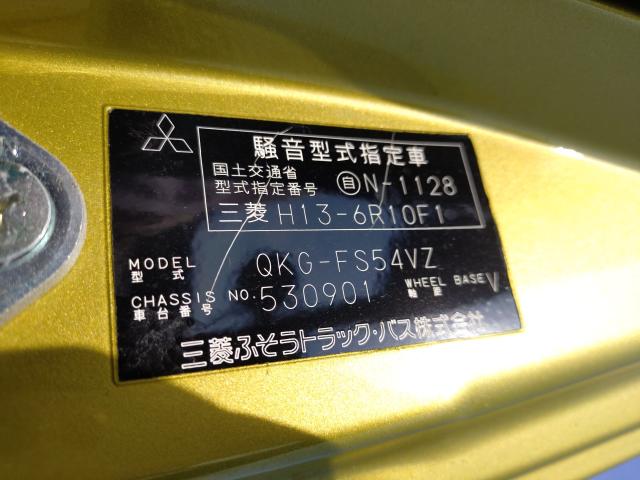 騒音型式指定車
国土交通省
型式指定番号 自N-1128
三菱 H13-6R10F1
MODEL
型式 QKG-FS54VZ
CHASSIS NO. 530901 WHEEL BASE V
車台番号 軸距
三菱ふそうトラック・バス株式会社